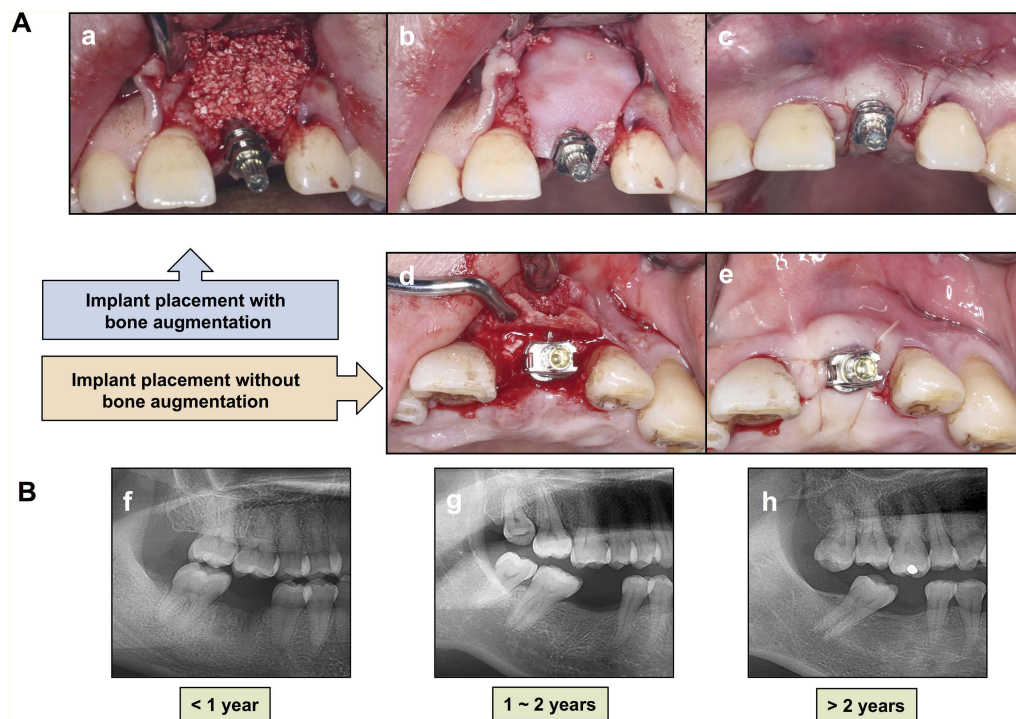 A
a
b
c
Implant placement with
bone augmentation
d
e
Implant placement without
bone augmentation
B
f
g
h
< 1 year
1 ~ 2 years
> 2 years